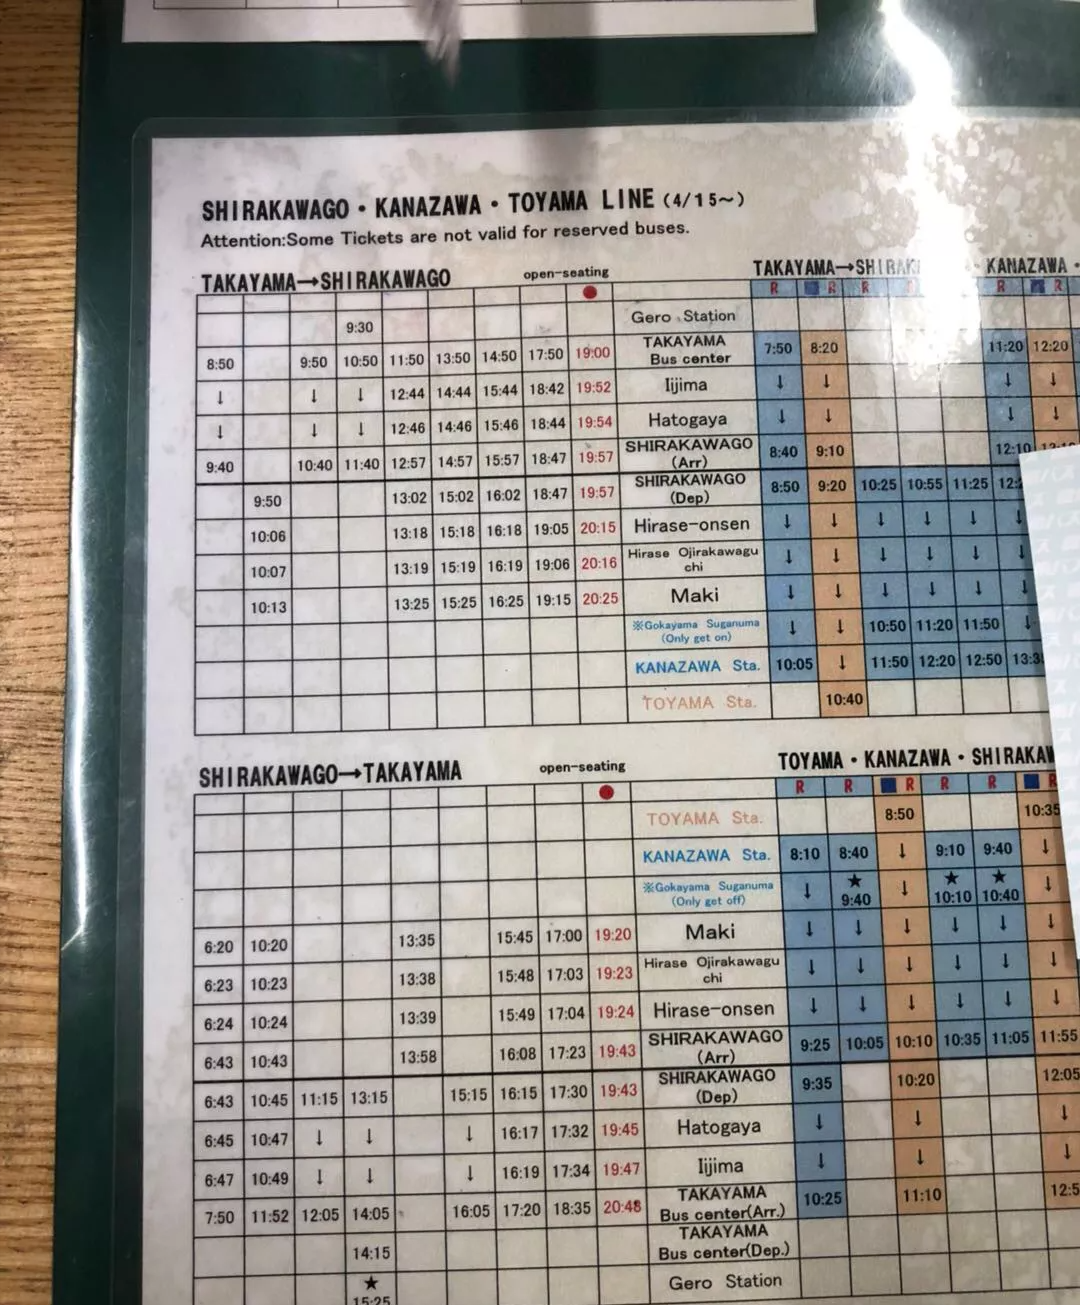 SHIRAKAWAGO・KANAZAWA・TOYAMA LINE (4/15~)
Attention:Some Tickets are not valid for reserved buses.
TAKAYAMA→SHIRAKAWAGO open-seating
●
9:30 Gero Station
8:50 9:50 10:50 11:50 13:50 14:50 17:50 19:00 TAKAYAMA Bus center
↓ ↓ ↓ 12:44 14:44 15:44 18:42 19:52 Iijima
↓ ↓ ↓ 12:46 14:46 15:46 18:44 19:54 Hatogaya
9:40 10:40 11:40 12:57 14:57 15:57 18:47 19:57 SHIRAKAWAGO (Arr)
9:50 13:02 15:02 16:02 18:47 19:57 SHIRAKAWAGO (Dep)
10:06 13:18 15:18 16:18 19:05 20:15 Hirase-onsen
10:07 13:19 15:19 16:19 19:06 20:16 Hirase Ojirakawagu chi
10:13 13:25 15:25 16:25 19:15 20:25 Maki
※Gokayama Suganuma (Only get on)
KANAZAWA Sta.
TOYAMA Sta.
TAKAYAMA→SHIRAK KANAZAWA・
R R R R R R
7:50 8:20 11:20 12:20
↓ ↓ ↓ ↓
↓ ↓ ↓ ↓
8:40 9:10 12:10
8:50 9:20 10:25 10:55 11:25
↓ ↓ ↓ ↓ ↓ ↓
↓ ↓ ↓ ↓ ↓ ↓
↓ ↓ ↓ ↓ ↓ ↓
↓ ↓ 10:50 11:20 11:50 ↓
10:05 ↓ 11:50 12:20 12:50
10:40
SHIRAKAWAGO→TAKAYAMA open-seating
●
TOYAMA Sta.
KANAZAWA Sta.
※Gokayama Suganuma (Only get off)
6:20 10:20 13:35 15:45 17:00 19:20 Maki
6:23 10:23 13:38 15:48 17:03 19:23 Hirase Ojirakawagu chi
6:24 10:24 13:39 15:49 17:04 19:24 Hirase-onsen
6:43 10:43 13:58 16:08 17:23 19:43 SHIRAKAWAGO (Arr)
6:43 10:45 11:15 13:15 15:15 16:15 17:30 19:43 SHIRAKAWAGO (Dep)
6:45 10:47 ↓ ↓ ↓ 16:17 17:32 19:45 Hatogaya
6:47 10:49 ↓ ↓ ↓ 16:19 17:34 19:47 Iijima
7:50 11:52 12:05 14:05 16:05 17:20 18:35 20:48 TAKAYAMA Bus center(Arr.)
14:15 TAKAYAMA Bus center(Dep.)
★ 15:25 Gero Station
TOYAMA・KANAZAWA・SHIRAKAW
R R R R R R
8:50 10:35
8:10 8:40 ↓ 9:10 9:40 ↓
↓ ★ 9:40 ↓ ★ 10:10 ★ 10:40 ↓
↓ ↓ ↓ ↓ ↓ ↓
↓ ↓ ↓ ↓ ↓ ↓
↓ ↓ ↓ ↓ ↓ ↓
9:25 10:05 10:10 10:35 11:05 11:55
9:35 10:20 12:05
↓ ↓ ↓
↓ ↓ ↓
10:25 11:10